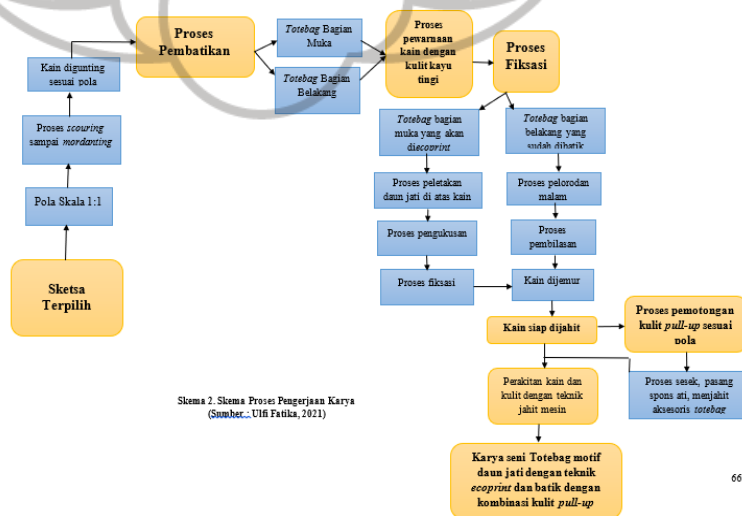 Proses
Pembatikan
Totebag Bagian
Muka
Totebag Bagian
Belakang
Proses
pewarnaan
kain dengan
kulit kayu
tingi
Proses
Fiksasi
Kain digunting
sesuai pola
Proses scouring
sampai mordanting
Pola Skala 1:1
Sketsa
Terpilih
Totebag bagian
muka yang akan
diecoprint
Totebag bagian
belakang yang
sudah dibatik
Proses peletakan
daun jati di atas kain
Proses pelorodan
malam
Proses pengukusan
Proses
pembilasan
Proses fiksasi
Kain dijemur
Kain siap dijahit
Proses pemotongan
kulit pull-up sesuai
pola
Perakitan kain dan
kulit dengan teknik
jahit mesin
Proses sesek, pasang
spons ati, menjahit
aksesoris totebag
Skema 2. Skema Proses Pengerjaan Karya
(Sumber : Ulfi Fatika, 2021)
Karya seni Totebag motif
daun jati dengan teknik
ecoprint dan batik dengan
kombinasi kulit pull-up
66